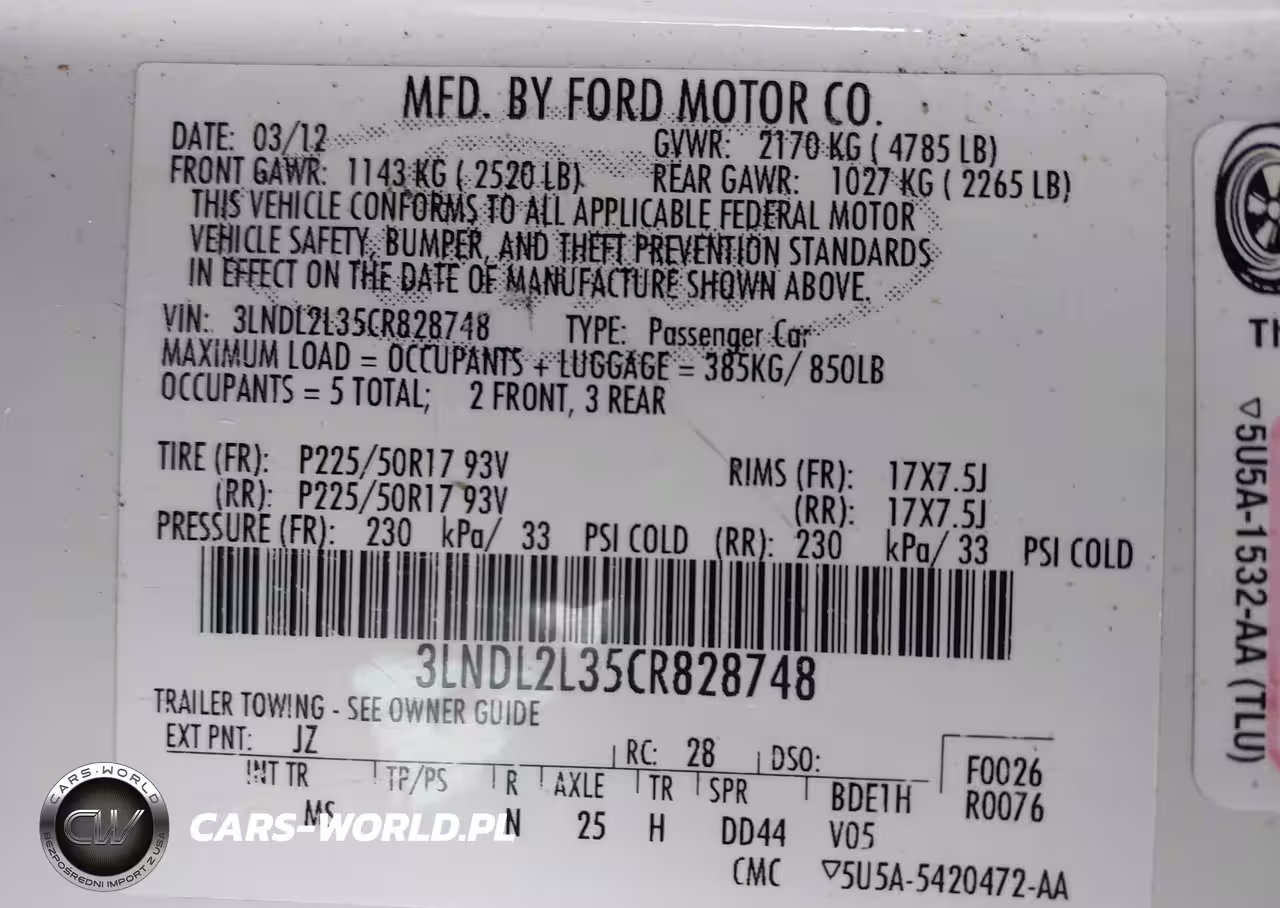 MFD. BY FORD MOTOR CO.
DATE: 03/12 GVWR: 2170 KG ( 4785 LB)
FRONT GAWR: 1143 KG ( 2520 LB) REAR GAWR: 1027 KG ( 2265 LB)
THIS VEHICLE CONFORMS TO ALL APPLICABLE FEDERAL MOTOR
VEHICLE SAFETY, BUMPER, AND THEFT PREVENTION STANDARDS
IN EFFECT ON THE DATE OF MANUFACTURE SHOWN ABOVE.
VIN: 3LNDL2L35CR828748 TYPE: Passenger Car
MAXIMUM LOAD = OCCUPANTS + LUGGAGE = 385KG/ 850LB
OCCUPANTS = 5 TOTAL; 2 FRONT, 3 REAR
TIRE (FR): P225/50R17 93V RIMS (FR): 17X7.5J
(RR): P225/50R17 93V (RR): 17X7.5J
PRESSURE (FR): 230 kPa/ 33 PSI COLD (RR): 230 kPa/ 33 PSI COLD
3LNDL2L35CR828748
TRAILER TOWING - SEE OWNER GUIDE
EXT PNT: JZ RC: 28 DSO: F0026
INT TR TP/PS R AXLE TR SPR BDE1H R0076
MS N 25 H DD44 V05
CMC ▽5U5A-5420472-AA
TI
▽5U5A-1532-AA (TLU)
CARS-WORLD
CW
BEZPOŚREDNI IMPORT Z USA
CARS-WORLD.PL